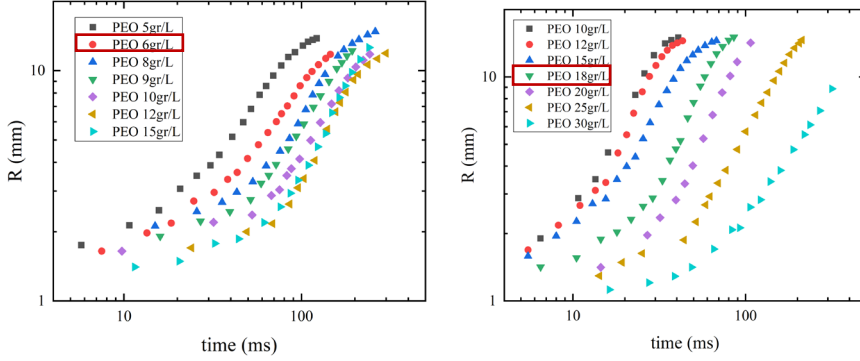 PEO 5gr/L
PEO 6gr/L
PEO 8gr/L
PEO 9gr/L
PEO 10gr/L
PEO 12gr/L
PEO 15gr/L
10
1
R (mm)
10
100
time (ms)
PEO 10gr/L
PEO 12gr/L
PEO 15gr/L
PEO 18gr/L
PEO 20gr/L
PEO 25gr/L
PEO 30gr/L
10
1
R (mm)
10
100
time (ms)